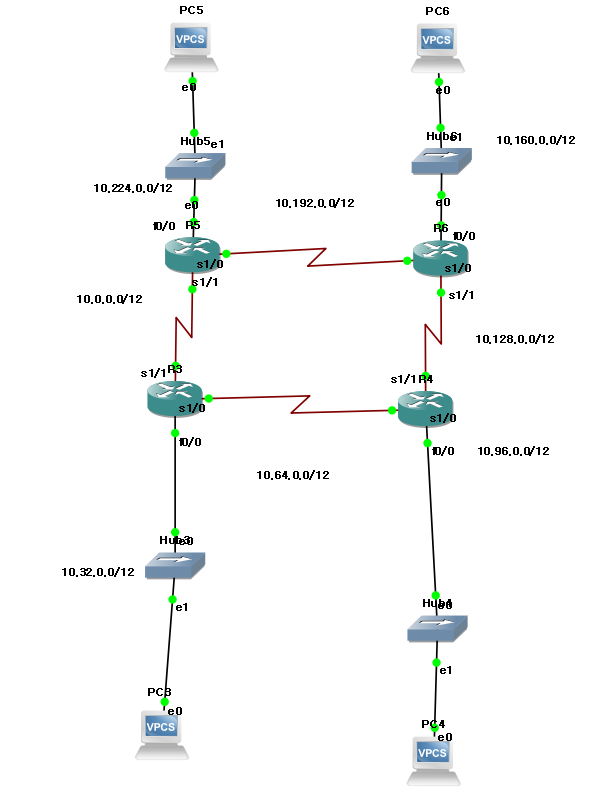 PC5
PC6
VPCS
VPCS
e0
e0
Hub5
e1
Hub6
e1
10.160.0.0/12
10.224.0.0/12
10.192.0.0/12
e0
e0
f0/0
R5
R6
f0/0
s1/0
s1/0
s1/1
s1/1
10.0.0.0/12
10.128.0.0/12
s1/1
R3
s1/1
R4
s1/0
s1/0
f0/0
f0/0
10.96.0.0/12
10.64.0.0/12
Hub3
e0
10.32.0.0/12
e1
Hub4
e0
e1
PC3
e0
VPCS
PC4
e0
VPCS